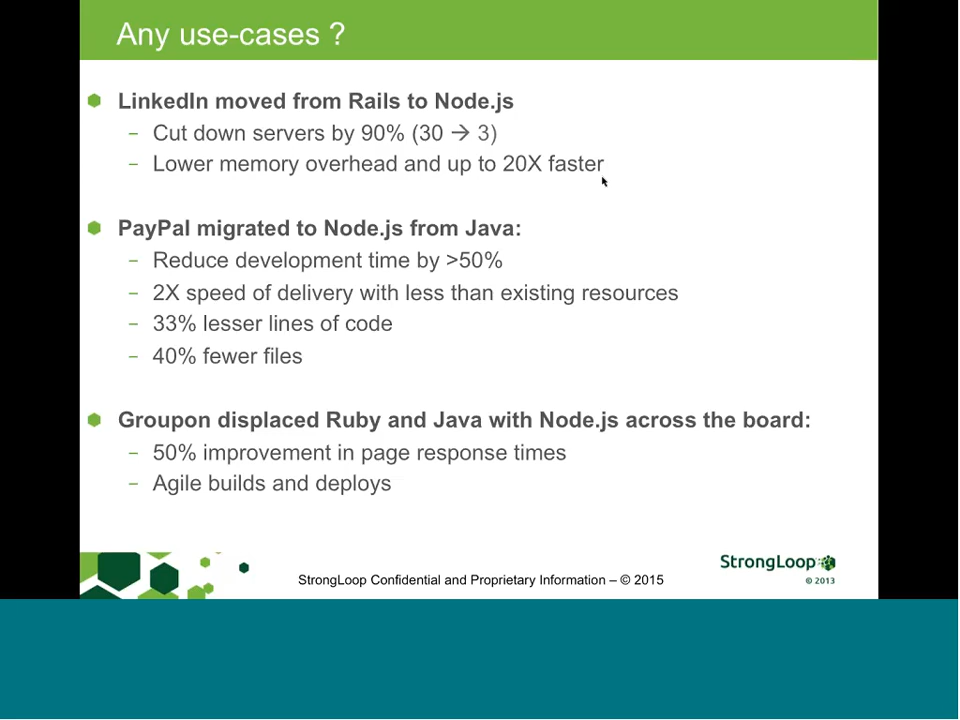 Any use-cases ?
LinkedIn moved from Rails to Node.js
– Cut down servers by 90% (30 → 3)
– Lower memory overhead and up to 20X faster
PayPal migrated to Node.js from Java:
– Reduce development time by >50%
– 2X speed of delivery with less than existing resources
– 33% lesser lines of code
– 40% fewer files
Groupon displaced Ruby and Java with Node.js across the board:
– 50% improvement in page response times
– Agile builds and deploys
StrongLoop
StrongLoop Confidential and Proprietary Information – © 2015
© 2013